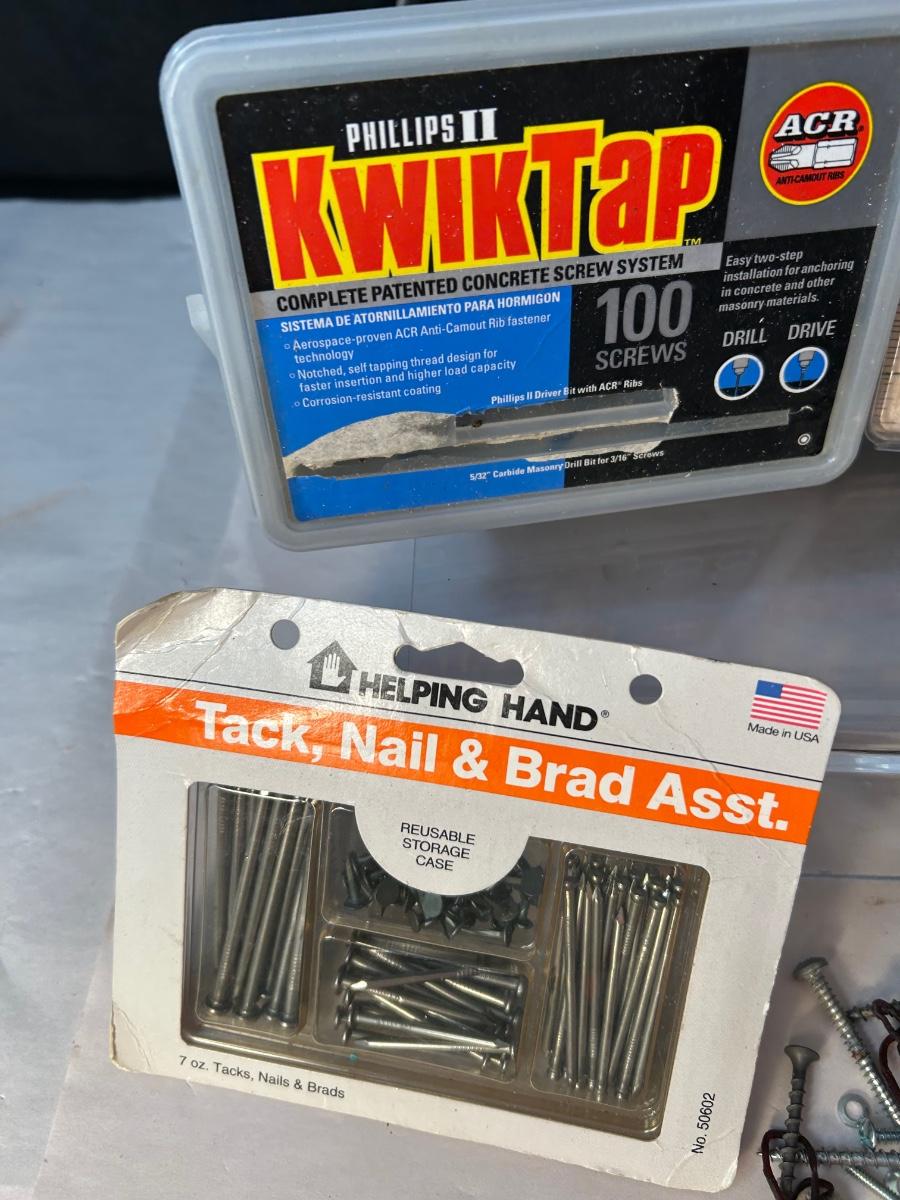 PHILLIPS II
KWIKTaP™
COMPLETE PATENTED CONCRETE SCREW SYSTEM
SISTEMA DE ATORNILLAMIENTO PARA HORMIGON
Aerospace-proven ACR Anti-Camout Rib fastener
technology
Notched, self tapping thread design for
faster insertion and higher load capacity
Corrosion-resistant coating
100
SCREWS
ACR®
ANTI-CAMOUT RIBS
Easy two-step
installation for anchoring
in concrete and other
masonry materials.
DRILL DRIVE
Phillips II Driver Bit with ACR® Ribs
5/32" Carbide Masonry Drill Bit for 3/16" Screws
HELPING HAND®
Made in USA
Tack, Nail & Brad Asst.
REUSABLE
STORAGE
CASE
7 oz. Tacks, Nails & Brads
No. 50602